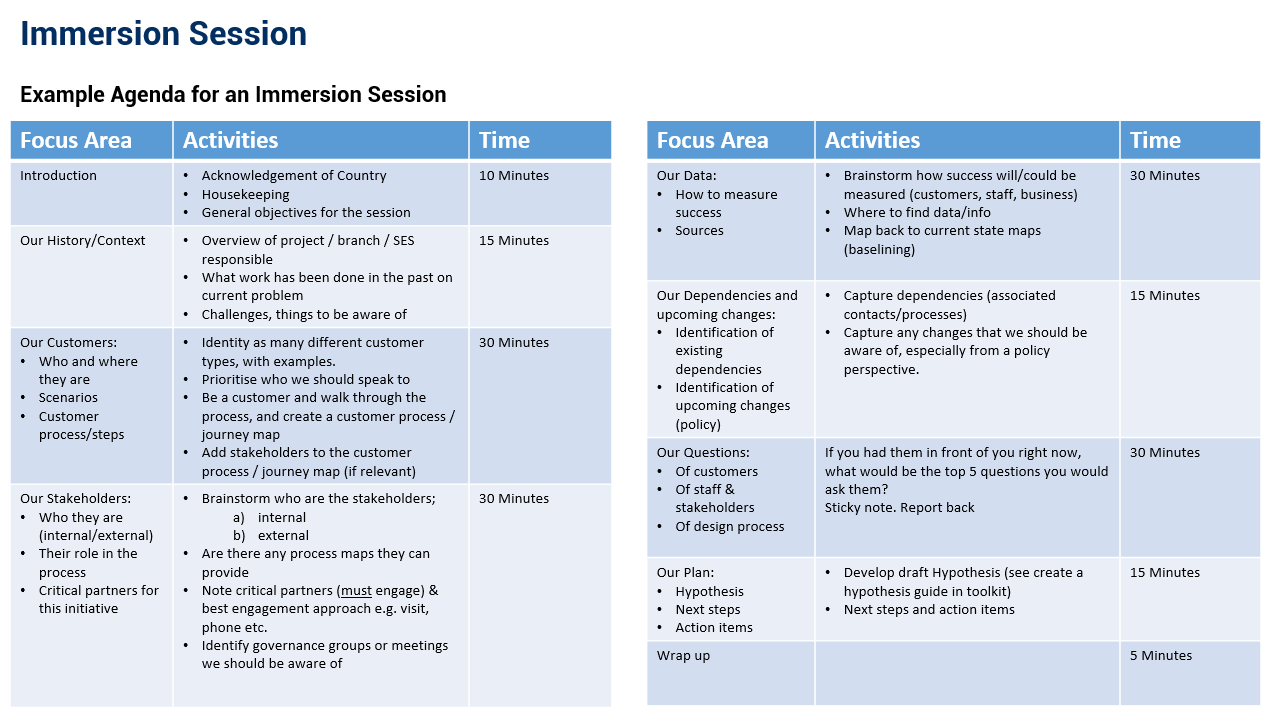 Immersion Session
Example Agenda for an Immersion Session
Focus Area
Activities
Time
Introduction
• Acknowledgement of Country
• Housekeeping
• General objectives for the session
10 Minutes
Our History/Context
• Overview of project / branch / SES
responsible
• What work has been done in the past on
current problem
• Challenges, things to be aware of
15 Minutes
Our Customers:
• Who and where
they are
• Scenarios
• Customer
process/steps
• Identity as many different customer
types, with examples.
• Prioritise who we should speak to
• Be a customer and walk through the
process, and create a customer process /
journey map
• Add stakeholders to the customer
process / journey map (if relevant)
30 Minutes
Our Stakeholders:
• Who they are
(internal/external)
• Their role in the
process
• Critical partners for
this initiative
• Brainstorm who are the stakeholders;
a) internal
b) external
• Are there any process maps they can
provide
• Note critical partners (must engage) &
best engagement approach e.g. visit,
phone etc.
• Identify governance groups or meetings
we should be aware of
30 Minutes
Focus Area
Activities
Time
Our Data:
• How to measure
success
• Sources
• Brainstorm how success will/could be
measured (customers, staff, business)
• Where to find data/info
• Map back to current state maps
(baselining)
30 Minutes
Our Dependencies and
upcoming changes:
• Identification of
existing
dependencies
• Identification of
upcoming changes
(policy)
• Capture dependencies (associated
contacts/processes)
• Capture any changes that we should be
aware of, especially from a policy
perspective.
15 Minutes
Our Questions:
• Of customers
• Of staff &
stakeholders
• Of design process
If you had them in front of you right now,
what would be the top 5 questions you would
ask them?
Sticky note. Report back
30 Minutes
Our Plan:
• Hypothesis
• Next steps
• Action items
• Develop draft Hypothesis (see create a
hypothesis guide in toolkit)
• Next steps and action items
15 Minutes
Wrap up
5 Minutes